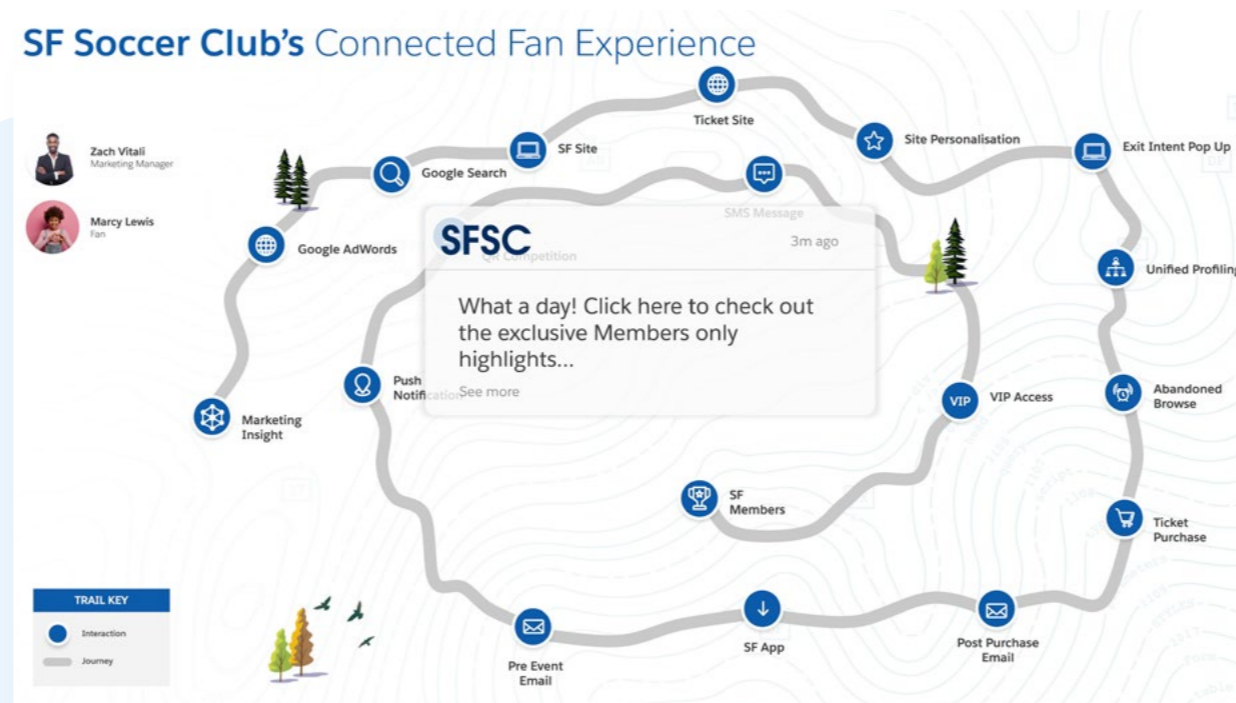 SF Soccer Club's Connected Fan Experience
Zach Vitali
Marketing Manager
Marcy Lewis
Fan
Ticket Site
SF Site
Site Personalisation
Exit Intent Pop Up
Google Search
Google AdWords
SMS Message
QR Competition
SFSC
3m ago
What a day! Click here to check out
the exclusive Members only
highlights...
See more
Unified Profiling
Push
Notification
Marketing
Insight
VIP
VIP Access
Abandoned
Browse
SF
Members
Ticket
Purchase
TRAIL KEY
Interaction
Journey
Pre Event
Email
SF App
Post Purchase
Email